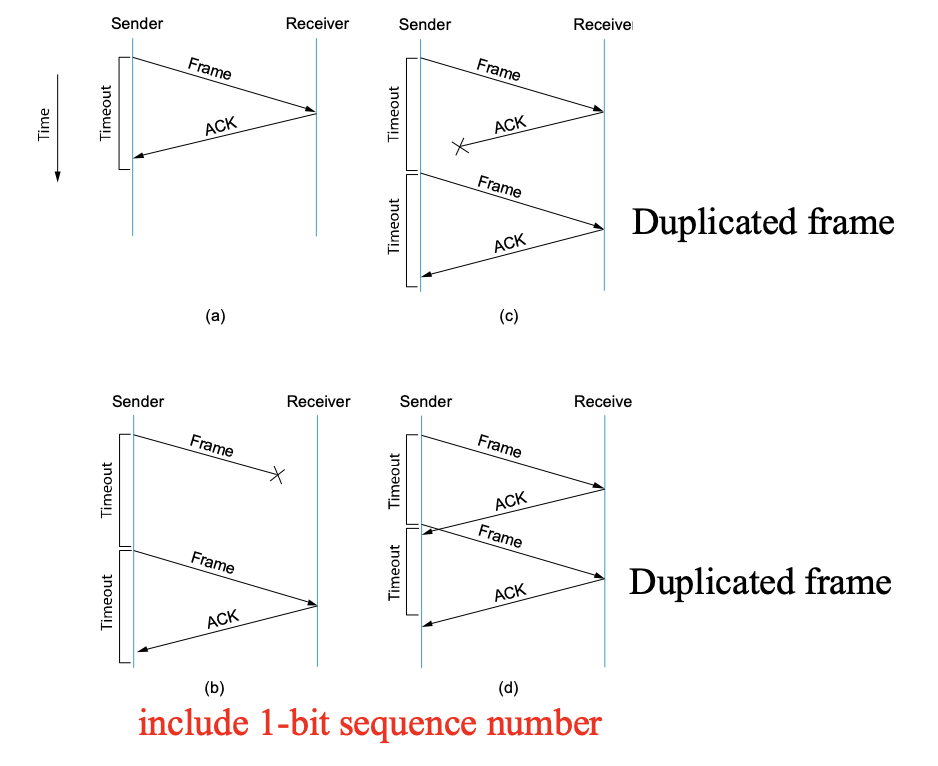 Sender
Receiver
Time
Timeout
Frame
ACK
(a)
Sender
Receive
Timeout
Frame
ACK
Timeout
Frame
ACK
Duplicated frame
(c)
Sender
Receiver
Timeout
Frame
Timeout
Frame
ACK
(b)
Sender
Receive
Timeout
Frame
ACK
Timeout
Frame
ACK
Duplicated frame
(d)
include 1-bit sequence number